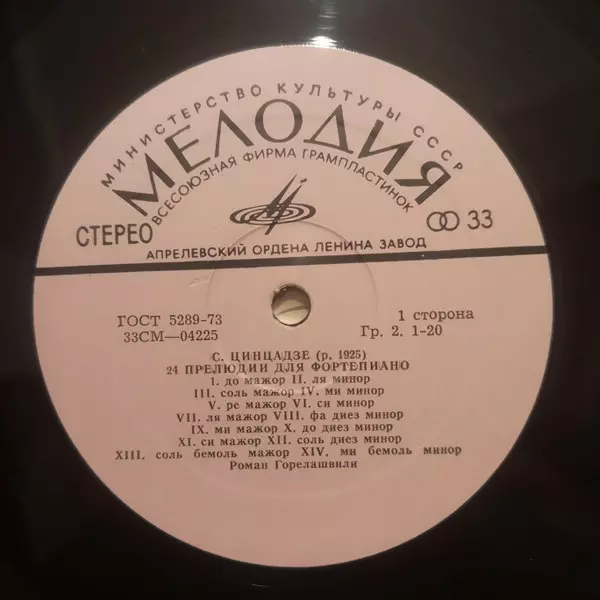 МИНИСТЕРСТВО КУЛЬТУРЫ СССР
МЕЛОДИЯ
ВСЕСОЮЗНАЯ ФИРМА ГРАМПЛАСТИНОК
СТЕРЕО
33
АПРЕЛЕВСКИЙ ОРДЕНА ЛЕНИНА ЗАВОД
ГОСТ 5289-73
1 сторона
33СМ—04225
Гр. 2. 1-20
С. ЦИНЦАДЗЕ (р. 1925)
24 ПРЕЛЮДИИ ДЛЯ ФОРТЕПИАНО
I. до мажор II. ля минор
III. соль мажор IV. ми минор
V. ре мажор VI. си минор
VII. ля мажор VIII. фа диез минор
IX. ми мажор X. до диез минор
XI. си мажор XII. соль диез минор
XIII. соль бемоль мажор XIV. ми бемоль минор
Роман Горелашвили